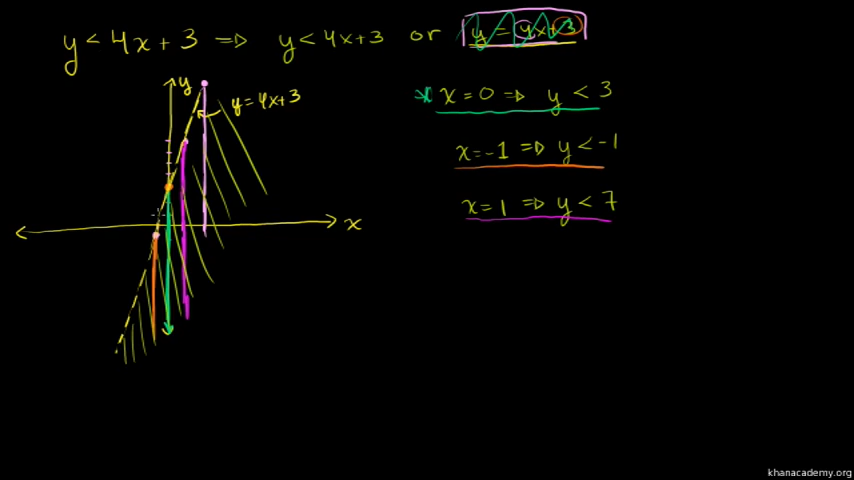 y < 4x + 3 ⇒ y < 4x+3 or y = 4x+3
y
y = 4x+3
* x=0 ⇒ y < 3
x=-1 ⇒ y < -1
x=1 ⇒ y < 7
x
khanacademy.org